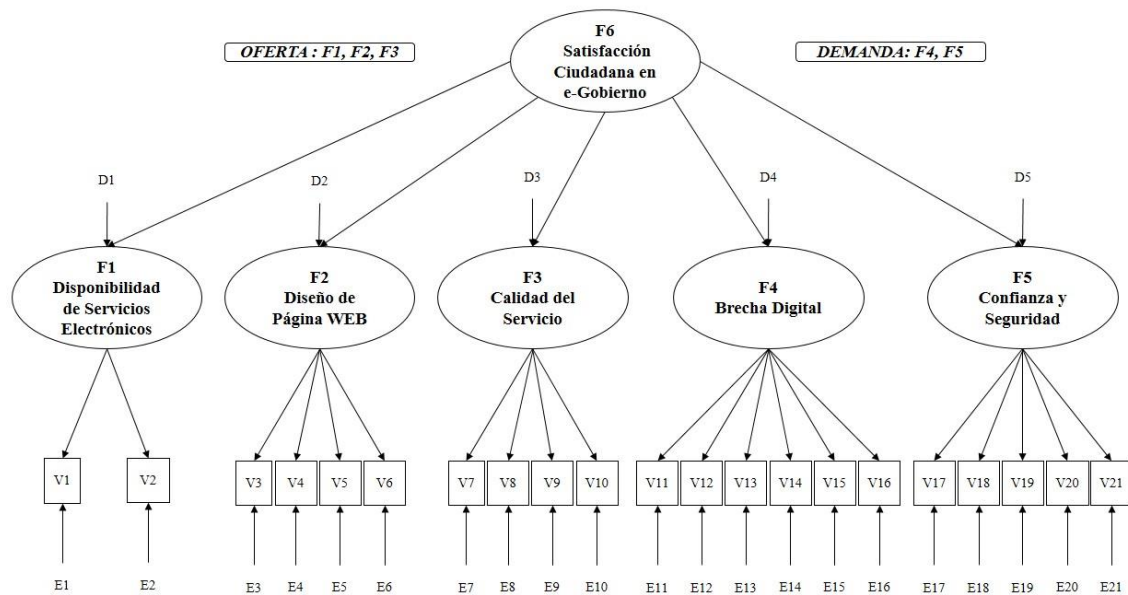 F6
Satisfacción
Ciudadana en
e-Gobierno
OFERTA : F1, F2, F3
DEMANDA: F4, F5
D1
D2
D3
D4
D5
F1
Disponibilidad
de Servicios
Electrónicos
F2
Diseño de
Página WEB
F3
Calidad del
Servicio
F4
Brecha Digital
F5
Confianza y
Seguridad
V1 V2 V3 V4 V5 V6 V7 V8 V9 V10 V11 V12 V13 V14 V15 V16 V17 V18 V19 V20 V21
E1 E2 E3 E4 E5 E6 E7 E8 E9 E10 E11 E12 E13 E14 E15 E16 E17 E18 E19 E20 E21